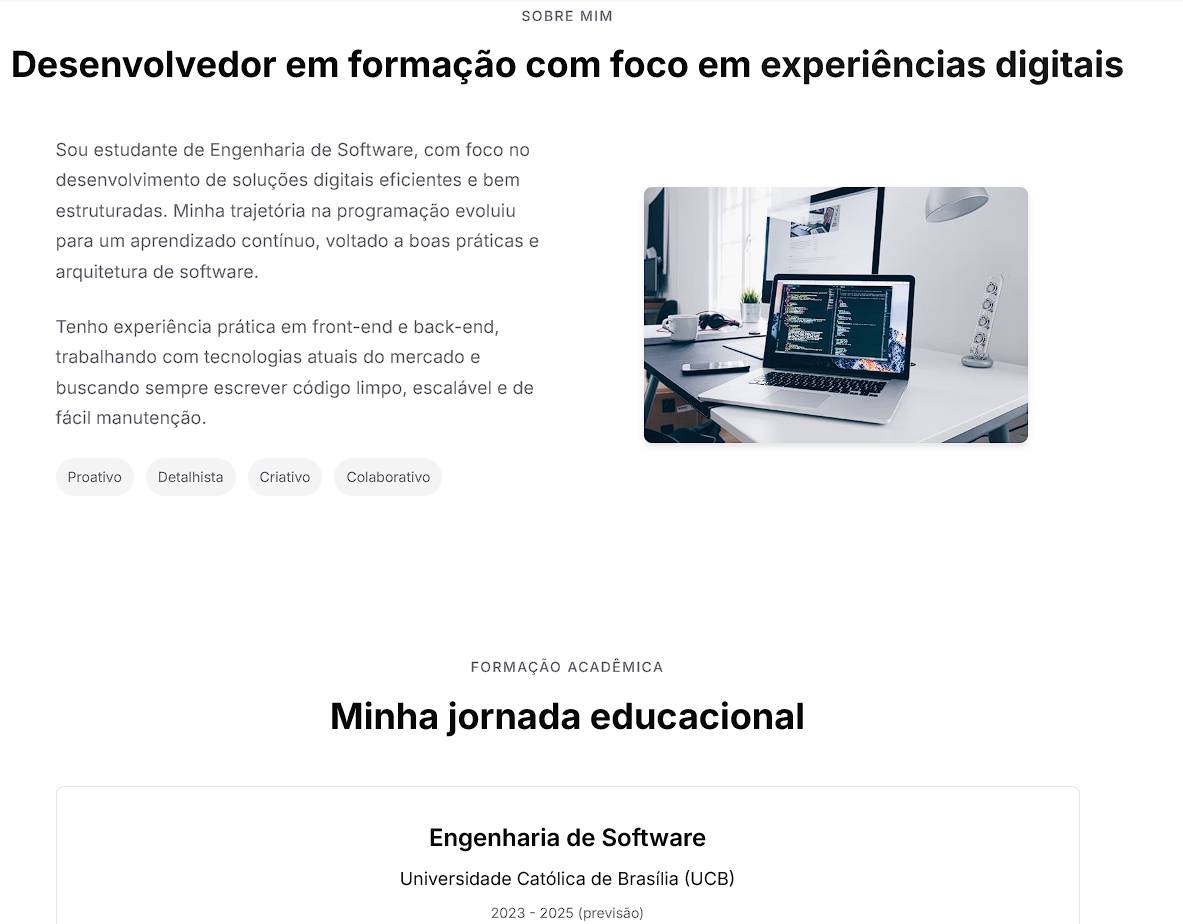 SOBRE MIM
Desenvolvedor em formação com foco em experiências digitais
Sou estudante de Engenharia de Software, com foco no
desenvolvimento de soluções digitais eficientes e bem
estruturadas. Minha trajetória na programação evoluiu
para um aprendizado contínuo, voltado a boas práticas e
arquitetura de software.
Tenho experiência prática em front-end e back-end,
trabalhando com tecnologias atuais do mercado e
buscando sempre escrever código limpo, escalável e de
fácil manutenção.
Proativo
Detalhista
Criativo
Colaborativo
FORMAÇÃO ACADÊMICA
Minha jornada educacional
Engenharia de Software
Universidade Católica de Brasília (UCB)
2023 - 2025 (previsão)